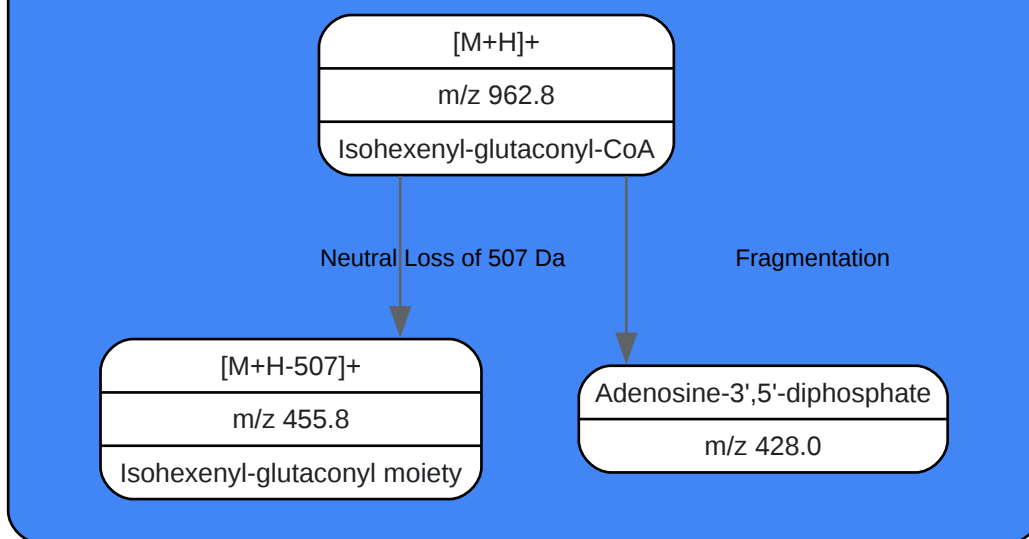 [M+H]+
m/z 962.8
Isohexenyl-glutaconyl-CoA
Neutral Loss of 507 Da
Fragmentation
[M+H-507]+
m/z 455.8
Isohexenyl-glutaconyl moiety
Adenosine-3',5'-diphosphate
m/z 428.0